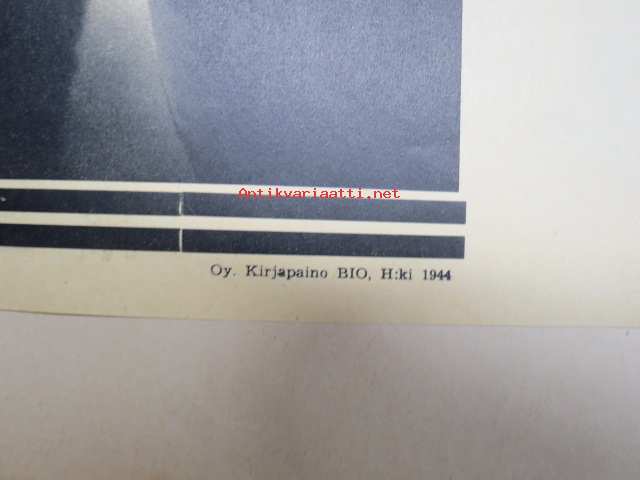 Antikvariaatti.net
Oy. Kirjapaino BIO, H:ki 1944